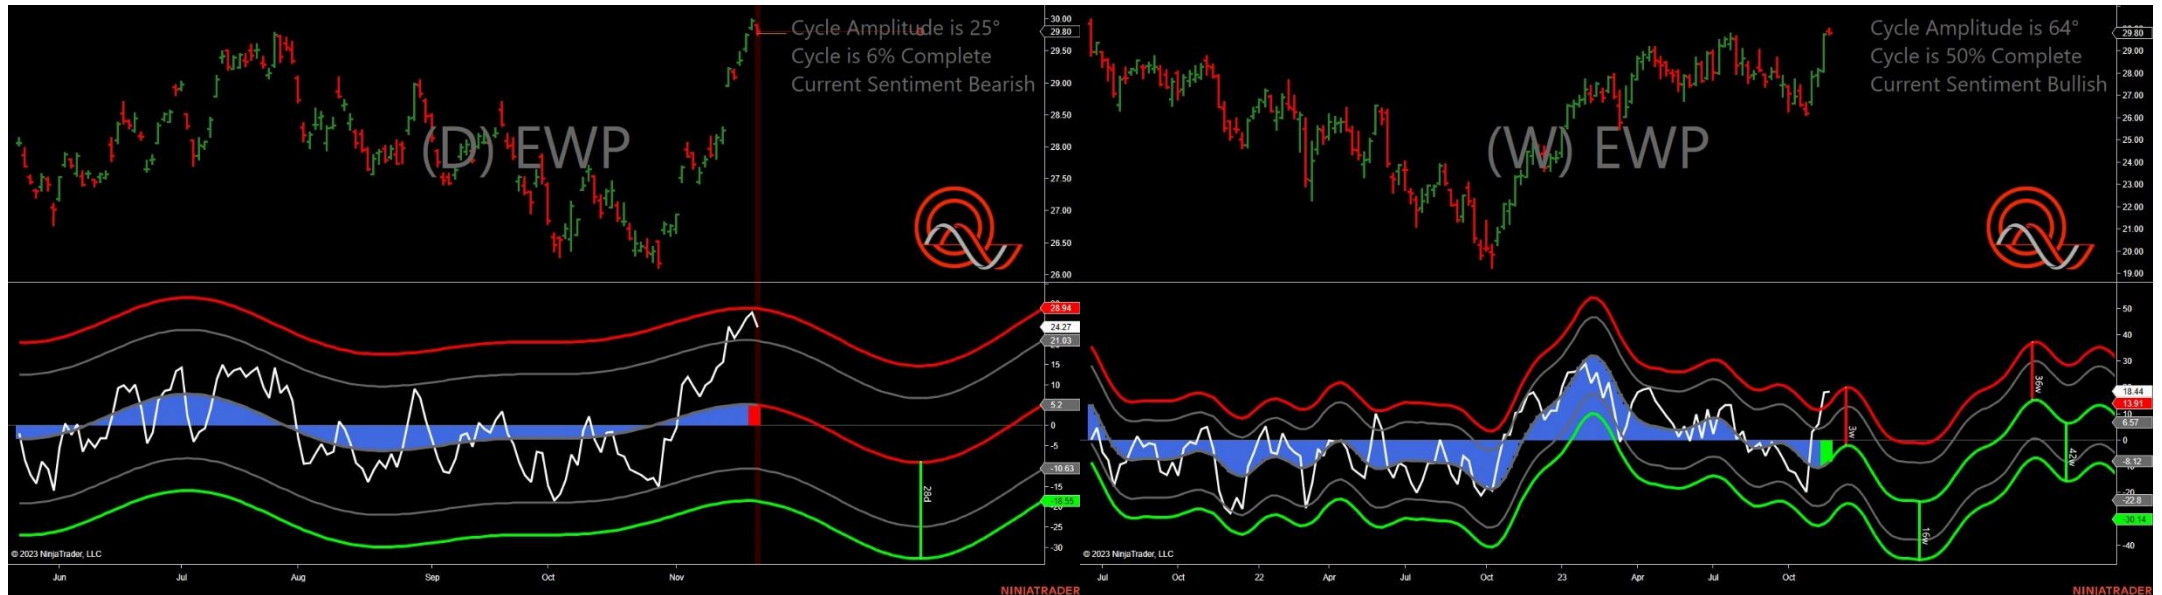 Cycle Amplitude is 25°
Cycle is 6% Complete
Current Sentiment Bearish
(D) EWP
30.00
29.80
29.50
29.00
28.50
28.00
27.50
27.00
26.50
26.00
28.94
24.27
21.03
15
10
5.2
0
-5
-10.63
-15
-18.55
-30
28d
© 2023 NinjaTrader, LLC
Jun
Jul
Aug
Sep
Oct
Nov
NINJATRADER
Cycle Amplitude is 64°
Cycle is 50% Complete
Current Sentiment Bullish
(W) EWP
29.80
29.00
28.00
27.00
26.00
25.00
24.00
23.00
22.00
21.00
20.00
19.00
50
40
30
18.44
13.91
10
6.57
0
-8.12
-22.8
-30.14
-40
3w
16w
36w
42w
© 2023 NinjaTrader, LLC
Jul
Oct
22
Apr
Jul
Oct
23
Apr
Jul
Oct
NINJATRADER